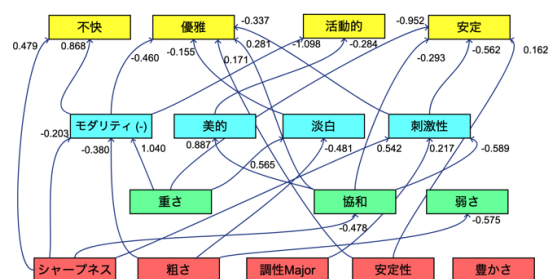 不快 優雅 活動的 安定
0.479 0.868 -0.337 -0.952
-0.460 -0.155 0.281 -1.098 -0.284 -0.562 0.162
0.171 -0.293
モダリティ (-) 美的 淡白 刺激性
-0.203 -0.380 1.040 0.887 -0.481 0.542 0.217 -0.589
0.565
重さ 協和 弱さ
-0.478 -0.575
シャープネス 粗さ 調性Major 安定性 豊かさ